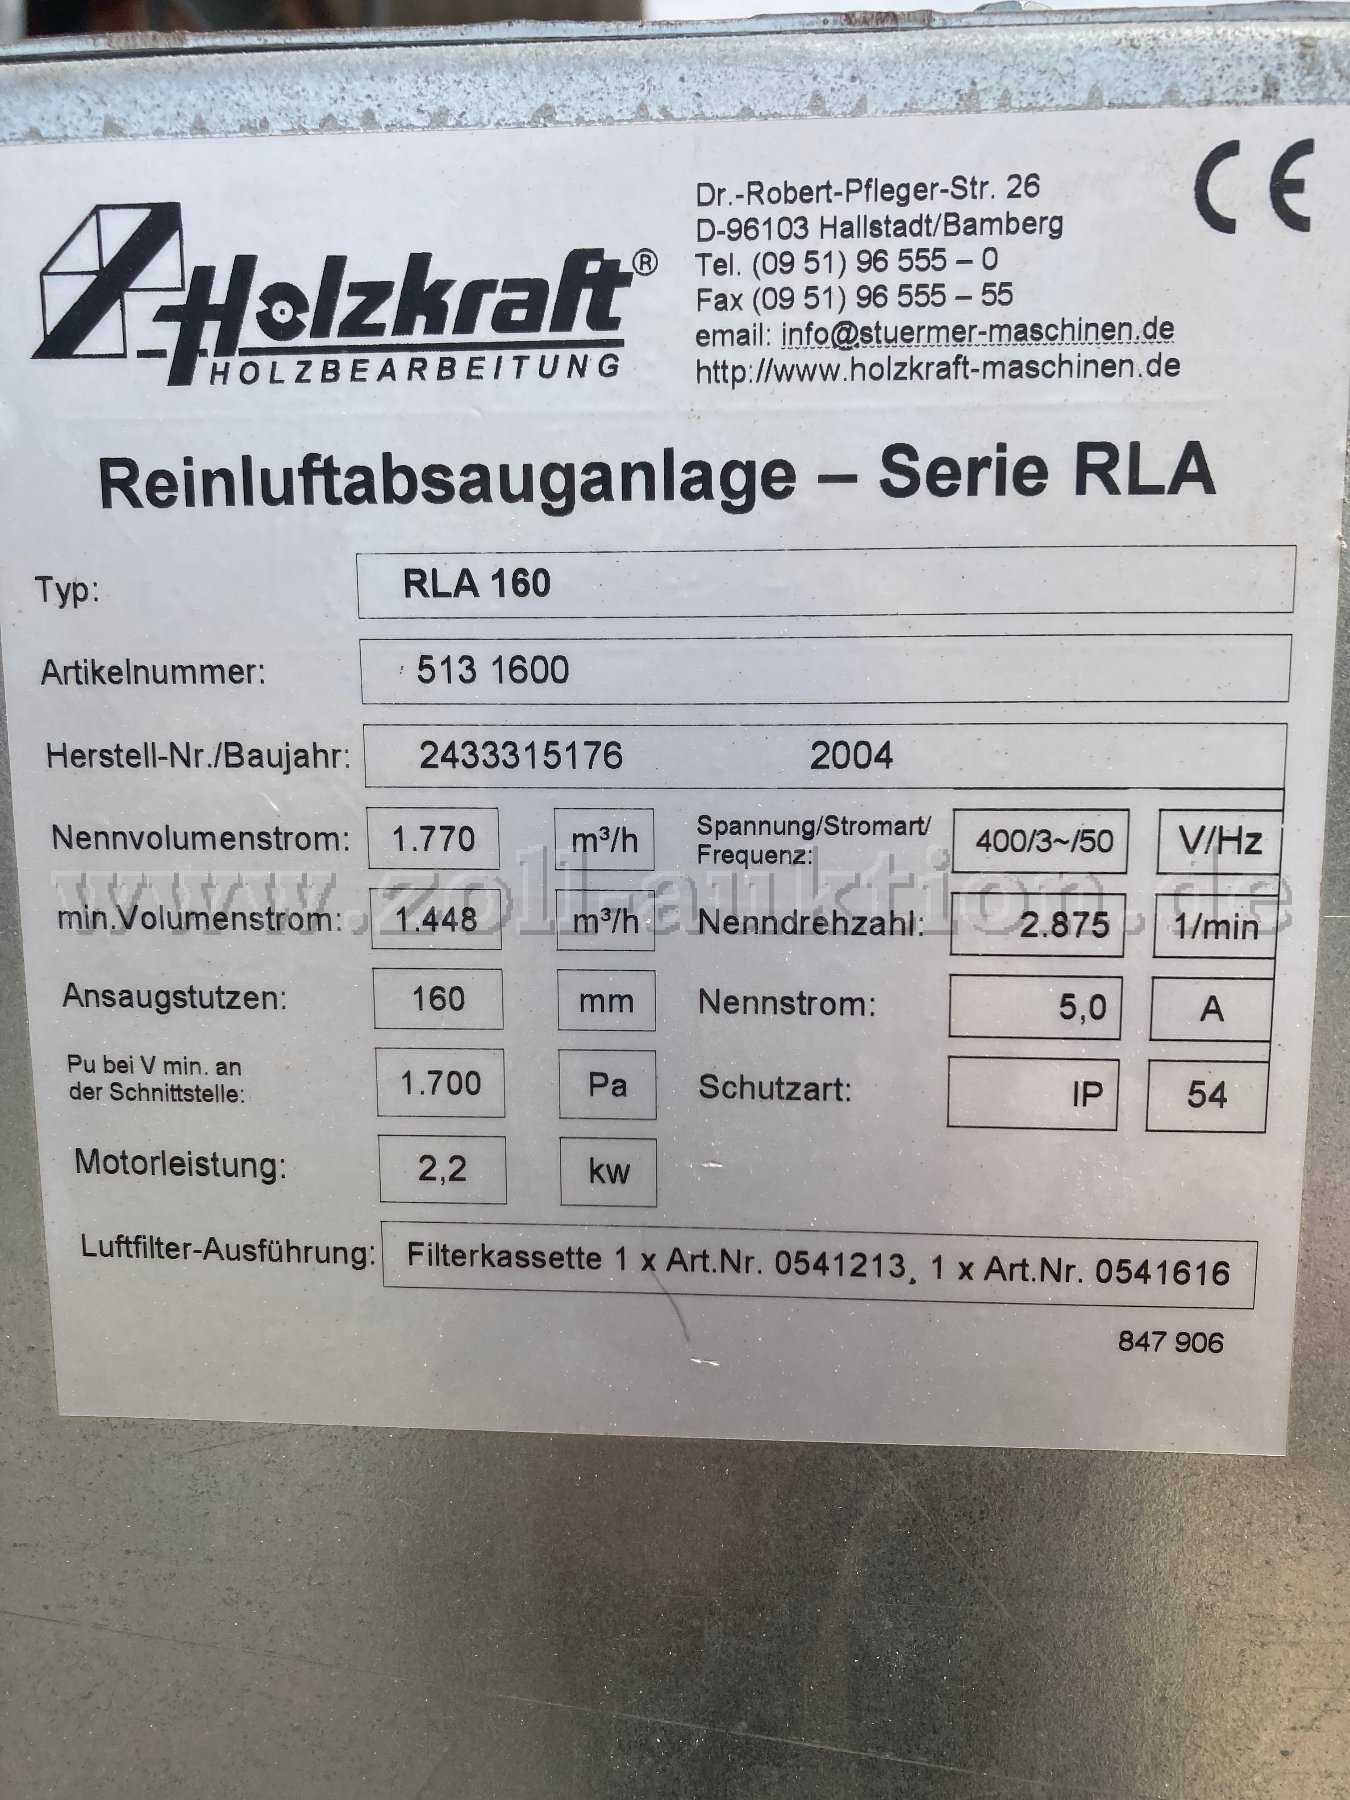 Holzkraft®
HOLZBEARBEITUNG
Dr.-Robert-Pfleger-Str. 26
D-96103 Hallstadt/Bamberg
Tel. (09 51) 96 555 – 0
Fax (09 51) 96 555 – 55
email: info@stuermer-maschinen.de
http://www.holzkraft-maschinen.de
CE
Reinluftabsauganlage – Serie RLA
Typ: RLA 160
Artikelnummer: 513 1600
Herstell-Nr./Baujahr: 2433315176 2004
Nennvolumenstrom: 1.770 m³/h
Spannung/Stromart/
Frequenz: 400/3~/50 V/Hz
www.zoll-auktion.de
min.Volumenstrom: 1.448 m³/h Nenndrehzahl: 2.875 1/min
Ansaugstutzen: 160 mm Nennstrom: 5,0 A
Pu bei V min. an
der Schnittstelle: 1.700 Pa Schutzart: IP 54
Motorleistung: 2,2 kw
Luftfilter-Ausführung: Filterkassette 1 x Art.Nr. 0541213, 1 x Art.Nr. 0541616
847 906